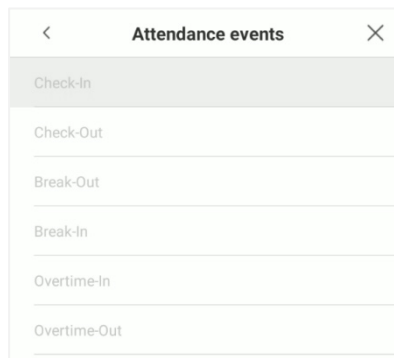 Attendance events
Check-In
Check-Out
Break-Out
Break-In
Overtime-In
Overtime-Out